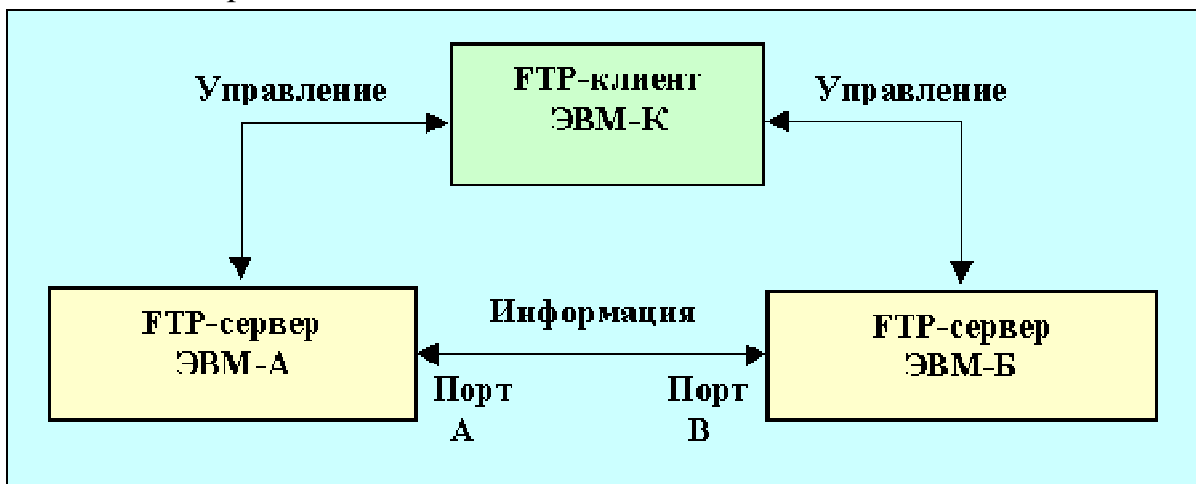 FTP-клиент
ЭВМ-К
Управление
Управление
FTP-сервер
ЭВМ-А
Информация
FTP-сервер
ЭВМ-Б
Порт
А
Порт
В